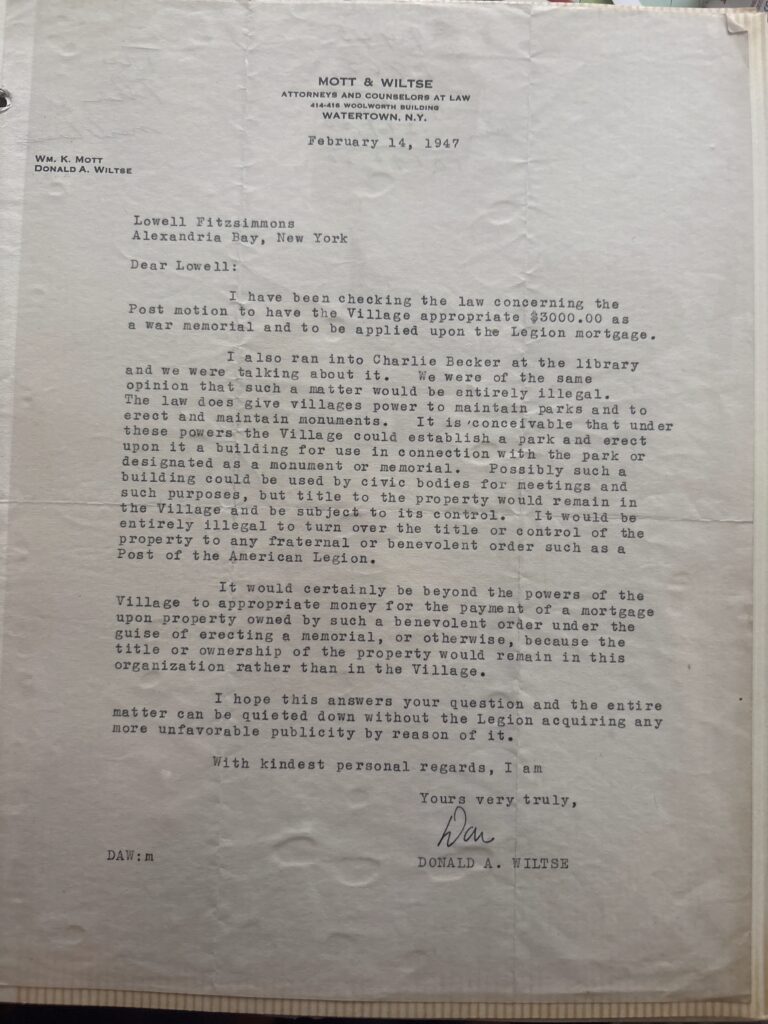 MOTT & WILTSE
ATTORNEYS AND COUNSELORS AT LAW
414-416 WOOLWORTH BUILDING
WATERTOWN, N.Y.
February 14, 1947
WM. K. MOTT
DONALD A. WILTSE
Lowell Fitzsimmons
Alexandria Bay, New York
Dear Lowell:
I have been checking the law concerning the
Post motion to have the Village appropriate $3000.00 as
a war memorial and to be applied upon the Legion mortgage.
I also ran into Charlie Becker at the library
and we were talking about it. We were of the same
opinion that such a matter would be entirely illegal.
The law does give villages power to maintain parks and to
erect and maintain monuments. It is conceivable that under
these powers the Village could establish a park and erect
upon it a building for use in connection with the park or
designated as a monument or memorial. Possibly such a
building could be used by civic bodies for meetings and
such purposes, but title to the property would remain in
the Village and be subject to its control. It would be
entirely illegal to turn over the title or control of the
property to any fraternal or benevolent order such as a
Post of the American Legion.
It would certainly be beyond the powers of the
Village to appropriate money for the payment of a mortgage
upon property owned by such a benevolent order under the
guise of erecting a memorial, or otherwise, because the
title or ownership of the property would remain in this
organization rather than in the Village.
I hope this answers your question and the entire
matter can be quieted down without the Legion acquiring any
more unfavorable publicity by reason of it.
With kindest personal regards, I am
Yours very truly,
Don
DONALD A. WILTSE
DAW:m